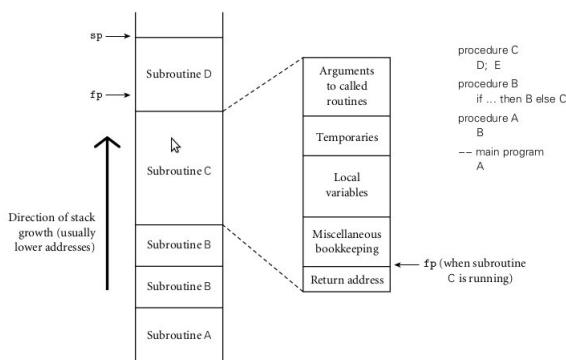 sp
Subroutine D
fp
Subroutine C
Direction of stack
growth (usually
lower addresses)
Subroutine B
Subroutine B
Subroutine A
Arguments
to called
routines
Temporaries
Local
variables
Miscellaneous
bookkeeping
Return address
fp (when subroutine
C is running)
procedure C
D; E
procedure B
if ... then B else C
procedure A
B
-- main program
A